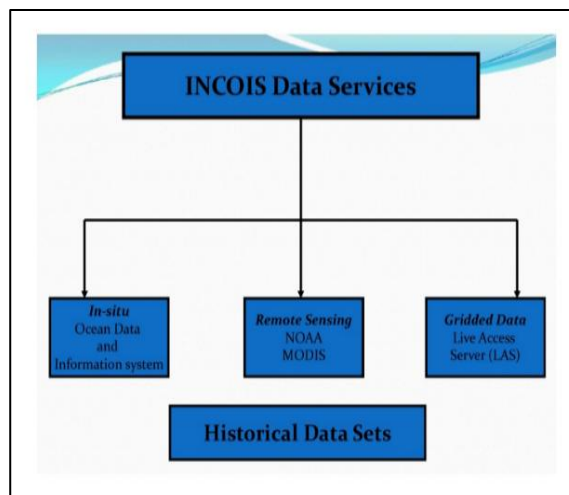 INCOIS Data Services
In-situ
Ocean Data
and
Information system
Remote Sensing
NOAA
MODIS
Gridded Data
Live Access
Server (LAS)
Historical Data Sets